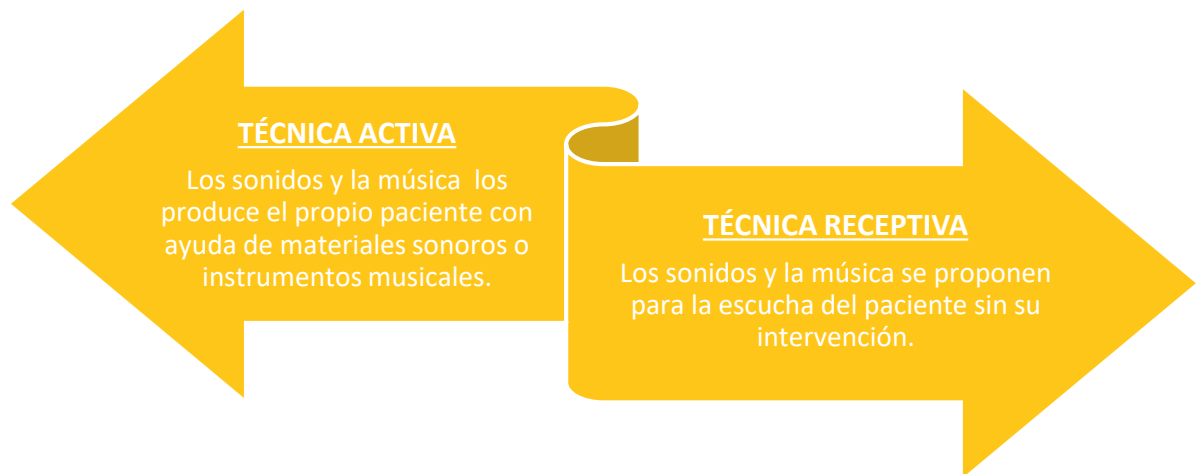 TÉCNICA ACTIVA
Los sonidos y la música los
produce el propio paciente con
ayuda de materiales sonoros o
instrumentos musicales.
TÉCNICA RECEPTIVA
Los sonidos y la música se proponen
para la escucha del paciente sin su
intervención.